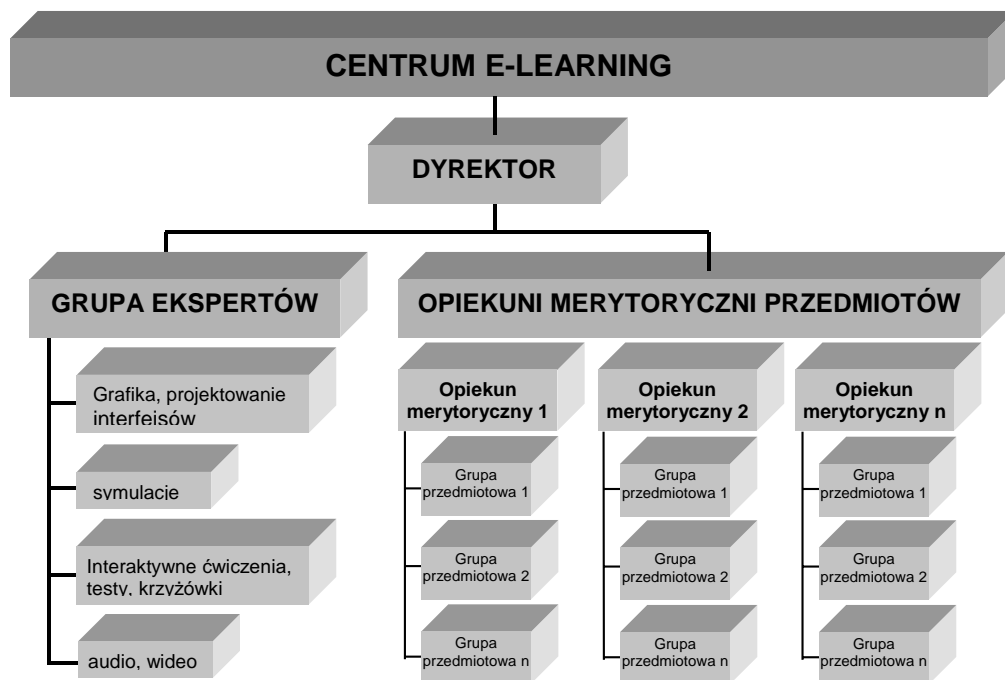 CENTRUM E-LEARNING
DYREKTOR
GRUPA EKSPERTÓW
Grafika, projektowanie
interfejsów
symulacje
Interaktywne ćwiczenia,
testy, krzyżówki
audio, wideo
OPIEKUNI MERYTORYCZNI PRZEDMIOTÓW
Opiekun
merytoryczny 1
Grupa
przedmiotowa 1
Grupa
przedmiotowa 2
Grupa
przedmiotowa n
Opiekun
merytoryczny 2
Grupa
przedmiotowa 1
Grupa
przedmiotowa 2
Grupa
przedmiotowa n
Opiekun
merytoryczny n
Grupa
przedmiotowa 1
Grupa
przedmiotowa 2
Grupa
przedmiotowa n